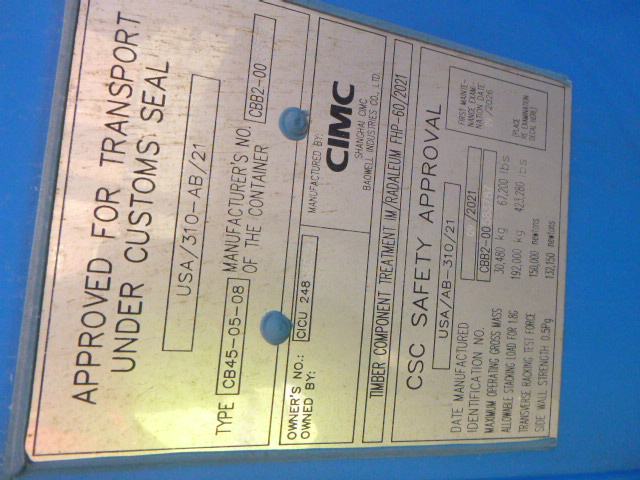 APPROVED FOR TRANSPORT
UNDER CUSTOMS SEAL
USA/310-AB/21
TYPE CB45-05-08 MANUFACTURER'S NO. OF THE CONTAINER CBB2-00
OWNER'S NO.: CICU 248
OWNED BY:
MANUFACTURED BY:
CIMC
SHANGHAI CIMC
BAOWELL INDUSTRIES CO., LTD.
TIMBER COMPONENT TREATMENT IM/RADALEUM FHP-60/2021
CSC SAFETY APPROVAL
USA/AB-310/21
DATE MANUFACTURED /2021
IDENTIFICATION NO. CBB2-00
MAXIMUM OPERATING GROSS MASS 30,480 kg 67,200 lbs
ALLOWABLE STACKING LOAD FOR 1.8G 192,000 kg 423,280 lbs
TRANSVERSE RACKING TEST FORCE 150,000 newtons
SIDE WALL STRENGTH 0.5Pg 132,150 newtons
FIRST MAINTE-
NANCE EXAMI-
NATION DATE
/2026
PLACE
RE EXAMINATION
DECAL HERE